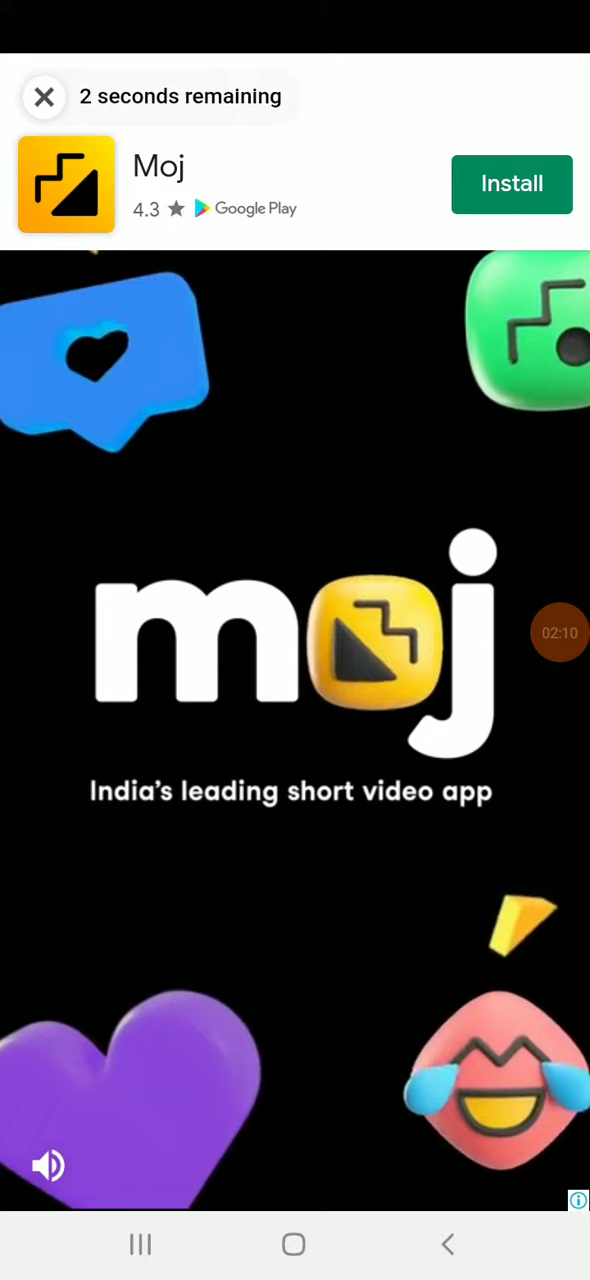 2 seconds remaining
Moj
4.3
Google Play
Install
moj
02:10
India's leading short video app